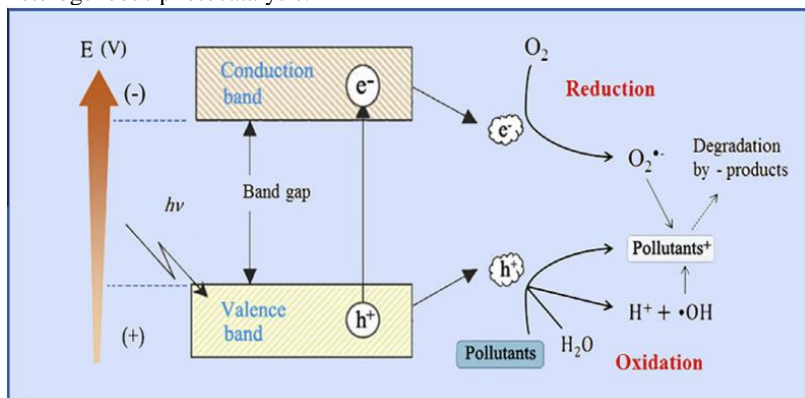 E (V)
(-)
Conduction
band
e-
O₂
Reduction
e-
O₂•-
Degradation
by - products
Band gap
hν
Pollutants⁺
h⁺
Valence
band
h⁺
(+)
H⁺ + •OH
Pollutants
H₂O
Oxidation